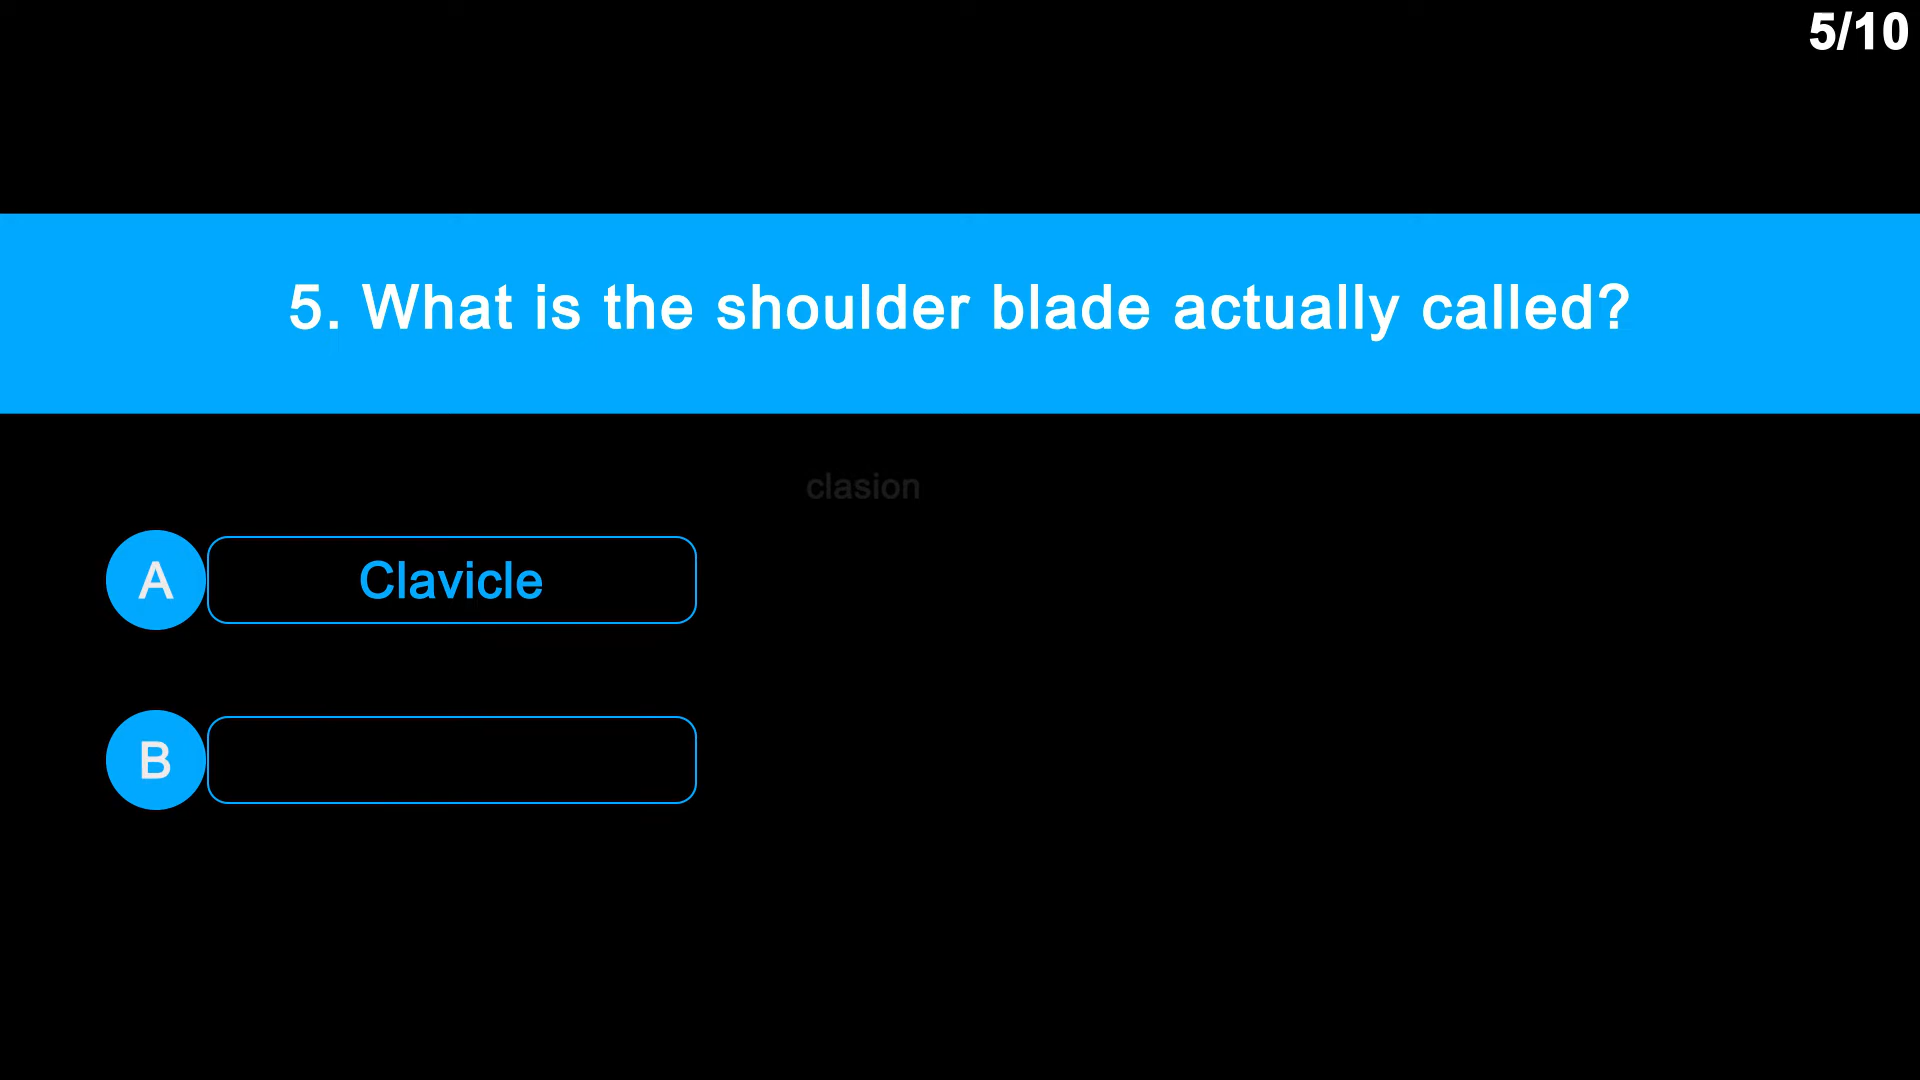 5/10
5. What is the shoulder blade actually called?
clasion
A Clavicle
B